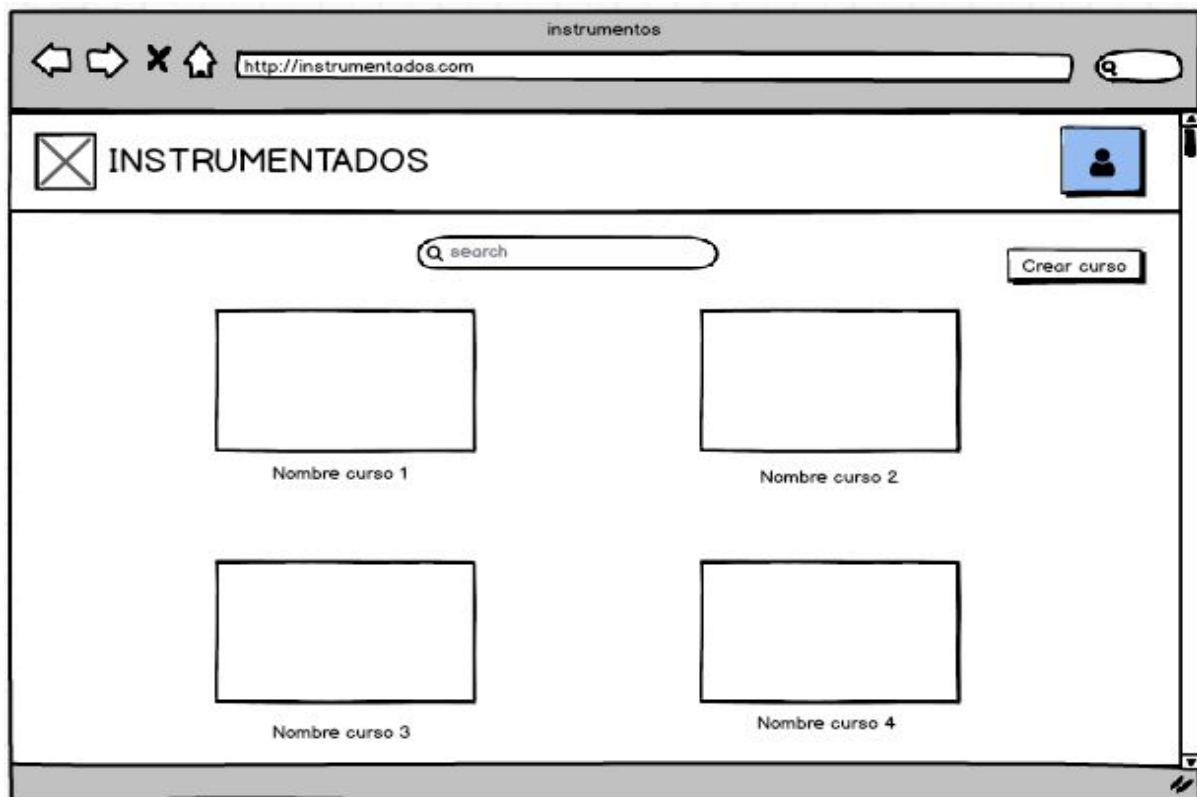 instrumentos
http://instrumentados.com
INSTRUMENTADOS
search
Crear curso
Nombre curso 1
Nombre curso 2
Nombre curso 3
Nombre curso 4